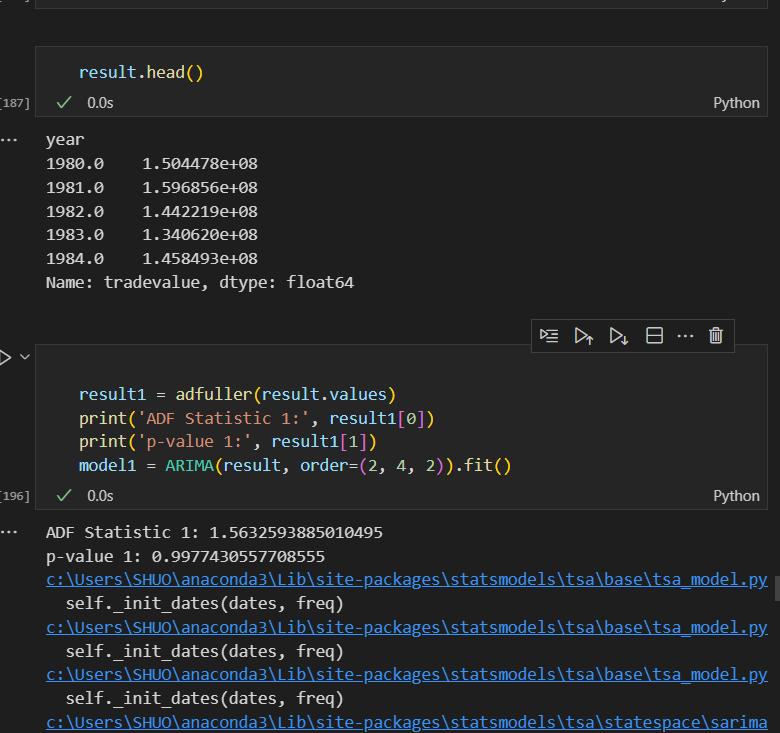 Python
result.head()
[187]
0.0s
Python
year
1980.0    1.504478e+08
1981.0    1.596856e+08
1982.0    1.442219e+08
1983.0    1.340620e+08
1984.0    1.458493e+08
Name: tradevalue, dtype: float64
result1 = adfuller(result.values)
print('ADF Statistic 1:', result1[0])
print('p-value 1:', result1[1])
model1 = ARIMA(result, order=(2, 4, 2)).fit()
[196]
0.0s
Python
ADF Statistic 1: 1.5632593885010495
p-value 1: 0.9977430557708555
c:\Users\SHUO\anaconda3\Lib\site-packages\statsmodels\tsa\base\tsa_model.py
self._init_dates(dates, freq)
c:\Users\SHUO\anaconda3\Lib\site-packages\statsmodels\tsa\base\tsa_model.py
self._init_dates(dates, freq)
c:\Users\SHUO\anaconda3\Lib\site-packages\statsmodels\tsa\base\tsa_model.py
self._init_dates(dates, freq)
c:\Users\SHUO\anaconda3\Lib\site-packages\statsmodels\tsa\statespace\sarima